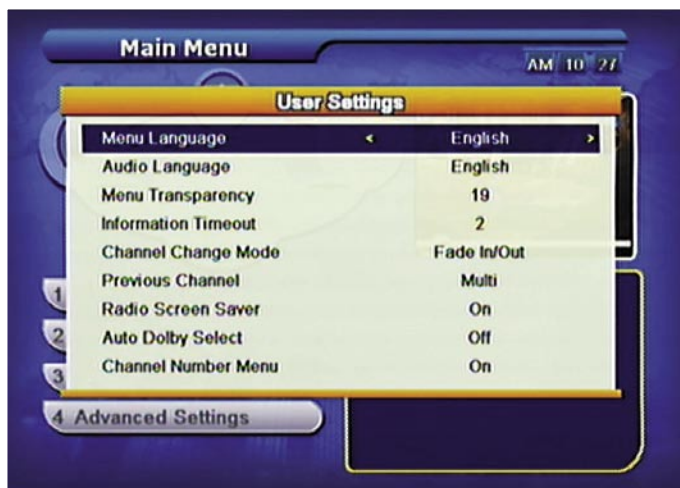 Main Menu
AM 10 27
User Settings
Menu Language < English >
Audio Language English
Menu Transparency 19
Information Timeout 2
Channel Change Mode Fade In/Out
Previous Channel Multi
Radio Screen Saver On
Auto Dolby Select Off
Channel Number Menu On
1
2
3
4 Advanced Settings